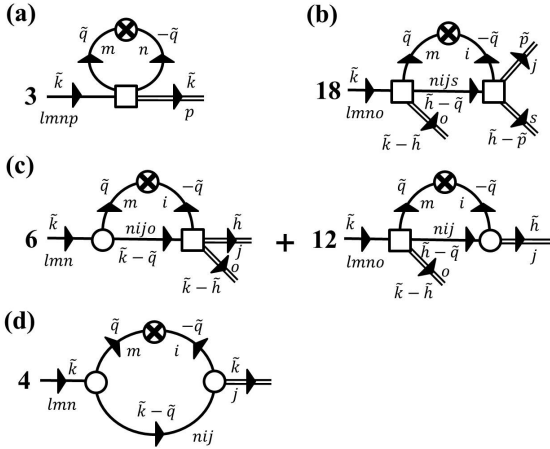 (a)
q̃ m n −q̃
3 k̃ lmnp k̃ p
(b)
q̃ m i −q̃
18 k̃ lmno nijs h̃ − q̃ o k̃ − h̃ p̃ j s h̃ − p̃
(c)
q̃ m i −q̃
6 k̃ lmn nijo k̃ − q̃ h̃ j o k̃ − h̃
+
q̃ m i −q̃
12 k̃ lmno nij h̃ − q̃ o k̃ − h̃ h̃ j
(d)
q̃ m i −q̃
4 k̃ lmn k̃ j
k̃ − q̃
nij